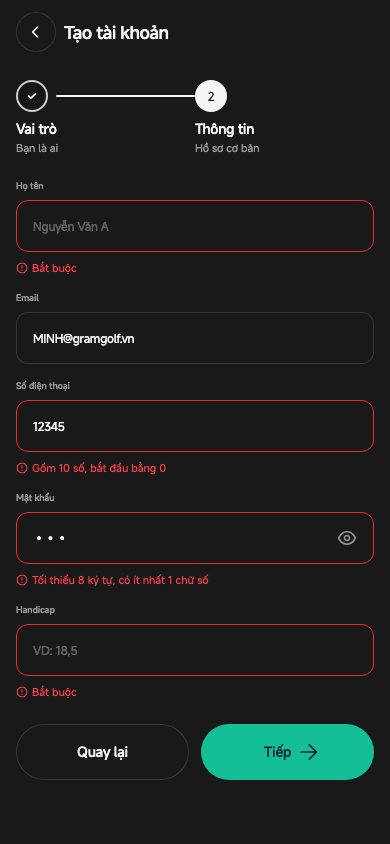 Tạo tài khoản
2
Vai trò
Thông tin
Bạn là ai
Hồ sơ cơ bản
Họ tên
Nguyễn Văn A
Bắt buộc
Email
MINH@gramgolf.vn
Số điện thoại
12345
Gồm 10 số, bắt đầu bằng 0
Mật khẩu
•••
Tối thiểu 8 ký tự, có ít nhất 1 chữ số
Handicap
VD: 18,5
Bắt buộc
Quay lại
Tiếp